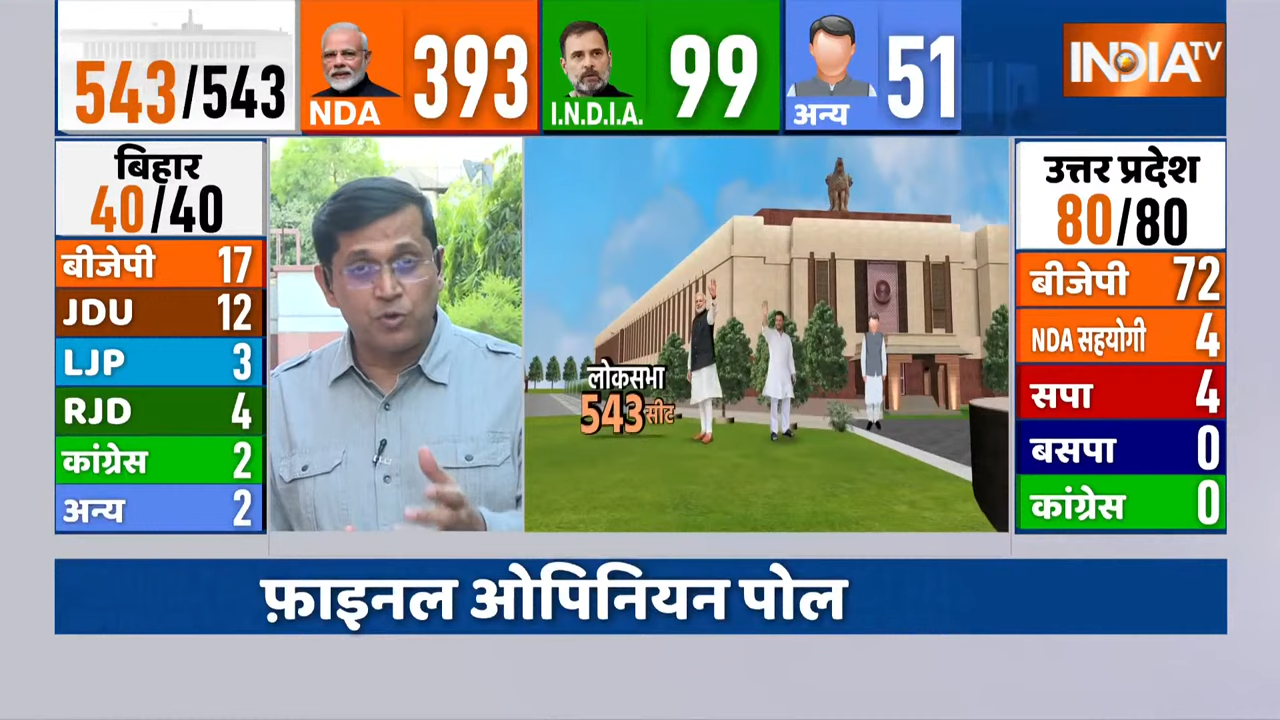 543/543
NDA 393
I.N.D.I.A. 99
अन्य 51
INDIA TV
बिहार
40/40
बीजेपी 17
JDU 12
LJP 3
RJD 4
कांग्रेस 2
अन्य 2
लोकसभा
543 सीट
उत्तर प्रदेश
80/80
बीजेपी 72
NDA सहयोगी 4
सपा 4
बसपा 0
कांग्रेस 0
फ़ाइनल ओपिनियन पोल